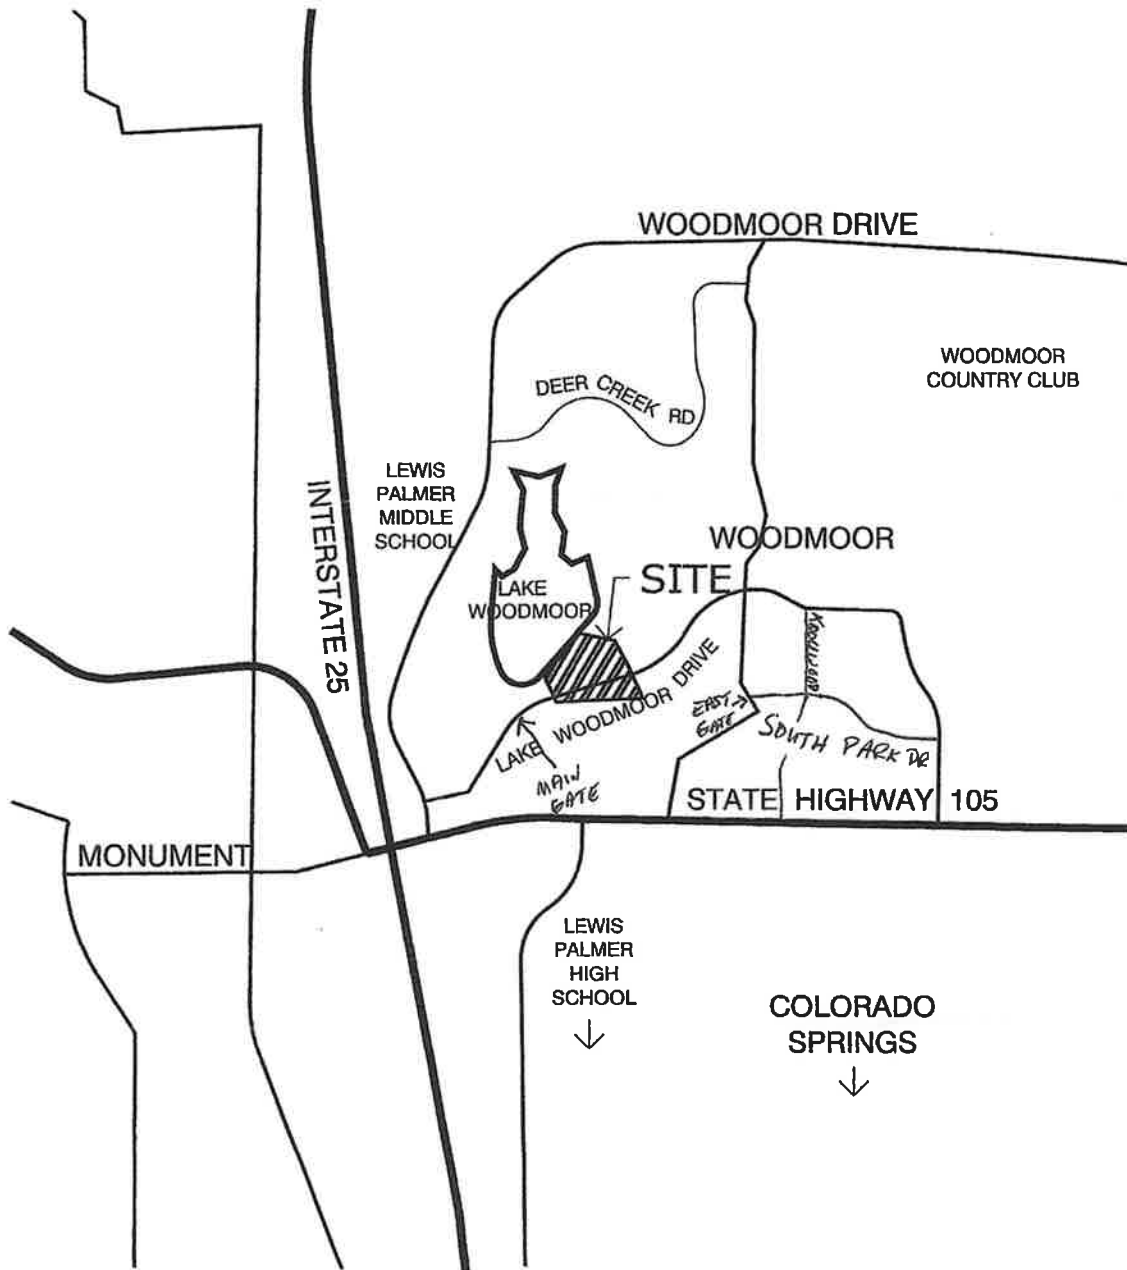 WOODMOOR DRIVE
WOODMOOR
COUNTRY CLUB
DEER CREEK RD
LEWIS
PALMER
MIDDLE
SCHOOL
INTERSTATE 25
WOODMOOR
SITE
LAKE
WOODMOOR
LAKE WOODMOOR DRIVE
EAST
GATE
SOUTH PARK DR
MAIN
GATE
STATE HIGHWAY 105
MONUMENT
LEWIS
PALMER
HIGH
SCHOOL
COLORADO
SPRINGS